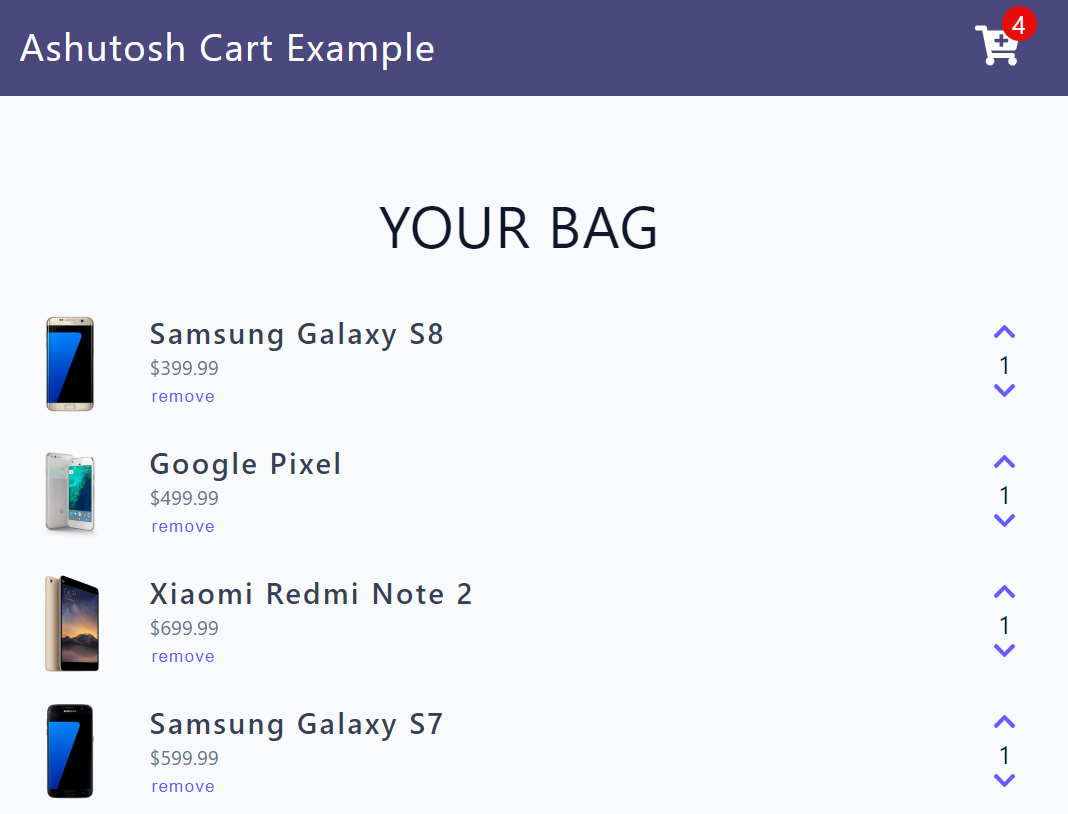 Ashutosh Cart Example
4
YOUR BAG
Samsung Galaxy S8
$399.99
remove
1
Google Pixel
$499.99
remove
1
Xiaomi Redmi Note 2
$699.99
remove
1
Samsung Galaxy S7
$599.99
remove
1